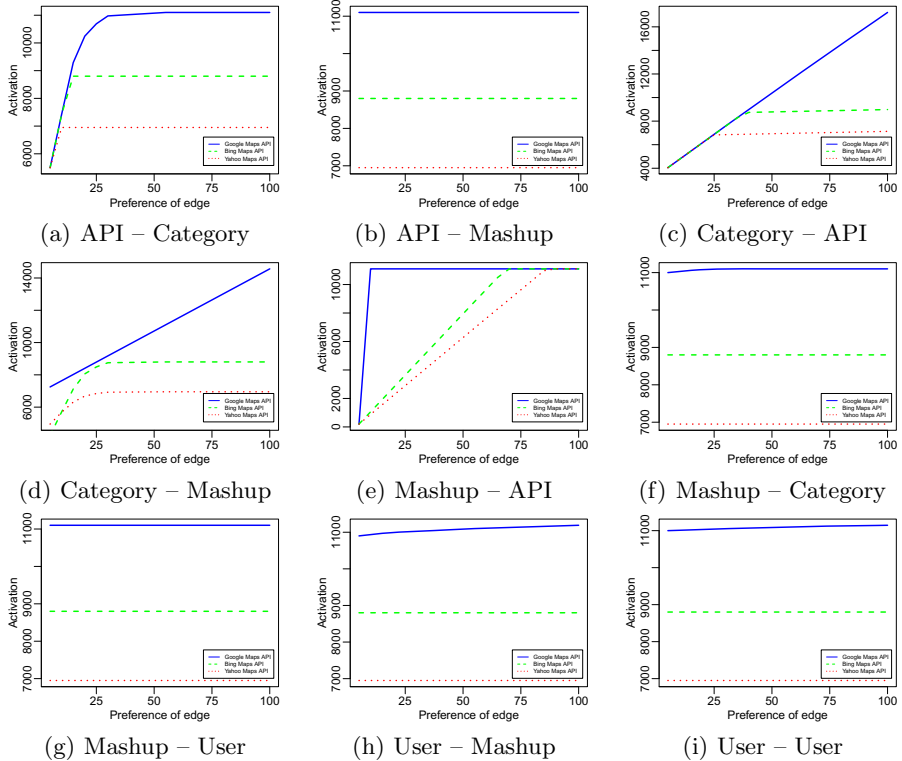 Activation
6000
8000
10000
25
50
75
100
Preference of edge
Google Maps API
Bing Maps API
Yahoo Maps API
(a) API – Category
Activation
7000
8000
9000
11000
25
50
75
100
Preference of edge
Google Maps API
Bing Maps API
Yahoo Maps API
(b) API – Mashup
Activation
4000
8000
12000
16000
25
50
75
100
Preference of edge
Google Maps API
Bing Maps API
Yahoo Maps API
(c) Category – API
Activation
6000
8000
10000
14000
25
50
75
100
Preference of edge
Google Maps API
Bing Maps API
Yahoo Maps API
(d) Category – Mashup
Activation
0
2000
4000
6000
10000
25
50
75
100
Preference of edge
Google Maps API
Bing Maps API
Yahoo Maps API
(e) Mashup – API
Activation
7000
8000
9000
11000
25
50
75
100
Preference of edge
Google Maps API
Bing Maps API
Yahoo Maps API
(f) Mashup – Category
Activation
7000
8000
9000
11000
25
50
75
100
Preference of edge
Google Maps API
Bing Maps API
Yahoo Maps API
(g) Mashup – User
Activation
7000
8000
9000
11000
25
50
75
100
Preference of edge
Google Maps API
Bing Maps API
Yahoo Maps API
(h) User – Mashup
Activation
7000
8000
9000
11000
25
50
75
100
Preference of edge
Google Maps API
Bing Maps API
Yahoo Maps API
(i) User – User